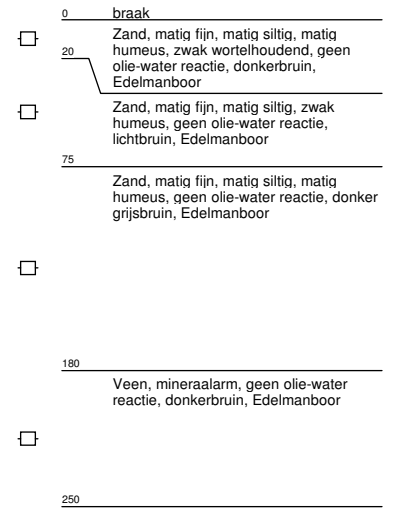 0 braak
Zand, matig fijn, matig siltig, matig
20 humeus, zwak wortelhoudend, geen
olie-water reactie, donkerbruin,
Edelmanboor
Zand, matig fijn, matig siltig, zwak
humeus, geen olie-water reactie,
lichtbruin, Edelmanboor
75
Zand, matig fijn, matig siltig, matig
humeus, geen olie-water reactie, donker
grijsbruin, Edelmanboor
180
Veen, mineraalarm, geen olie-water
reactie, donkerbruin, Edelmanboor
250